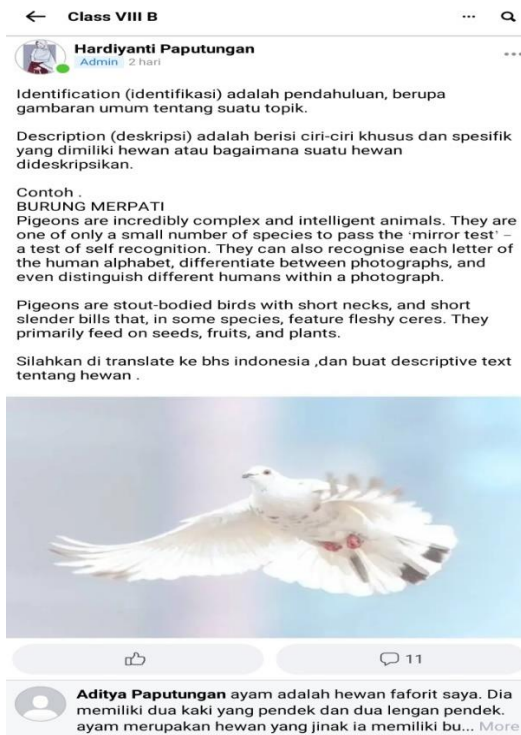 Class VIII B
Hardiyanti Paputungan
Admin 2 hari
Identification (identifikasi) adalah pendahuluan, berupa
gambaran umum tentang suatu topik.
Description (deskripsi) adalah berisi ciri-ciri khusus dan spesifik
yang dimiliki hewan atau bagaimana suatu hewan
dideskripsikan.
Contoh .
BURUNG MERPATI
Pigeons are incredibly complex and intelligent animals. They are
one of only a small number of species to pass the ‘mirror test’ –
a test of self recognition. They can also recognise each letter of
the human alphabet, differentiate between photographs, and
even distinguish different humans within a photograph.
Pigeons are stout-bodied birds with short necks, and short
slender bills that, in some species, feature fleshy ceres. They
primarily feed on seeds, fruits, and plants.
Silahkan di translate ke bhs indonesia ,dan buat descriptive text
tentang hewan .
11
Aditya Paputungan ayam adalah hewan faforit saya. Dia
memiliki dua kaki yang pendek dan dua lengan pendek.
ayam merupakan hewan yang jinak ia memiliki bu... More